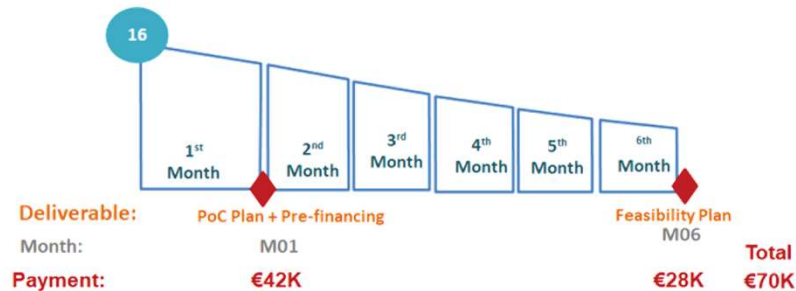 16
1st
Month
2nd
Month
3rd
Month
4th
Month
5th
Month
6th
Month
Deliverable: PoC Plan + Pre-financing Feasibility Plan
Month: M01 M06 Total
Payment: €42K €28K €70K